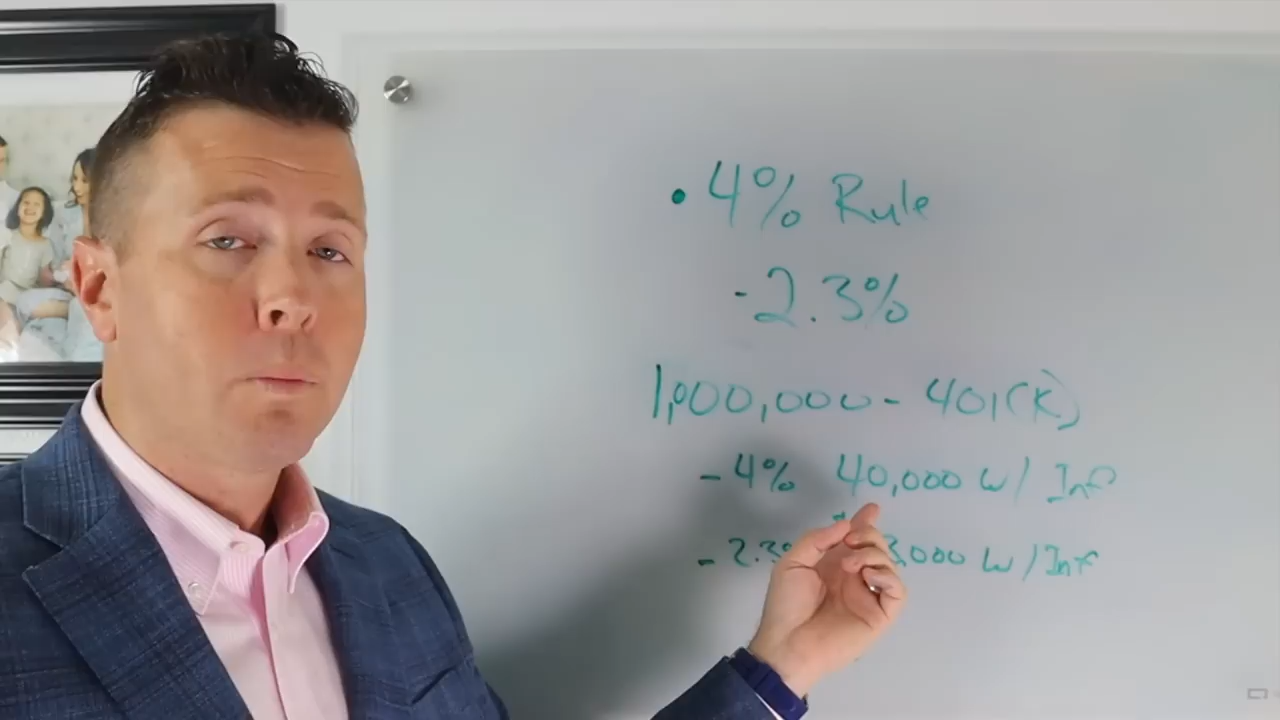 • 4% Rule
- 2.3%
1,000,000 - 401(K)
- 4% 40,000 w/ Inf
- 2.3 3,000 w/ Inf